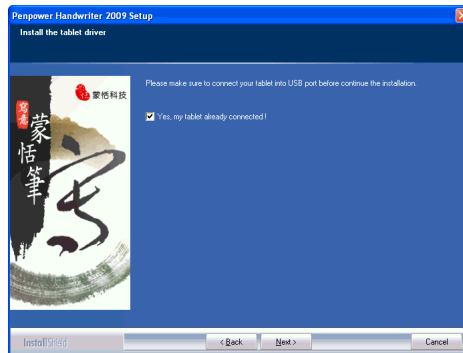 Penpower Handwriter 2009 Setup
Install the tablet driver
Please make sure to connect your tablet into USB port before continue the installation.
蒙恬科技
Yes, my tablet already connected !
寫意
蒙恬筆
写
InstallShield
< Back
Next >
Cancel